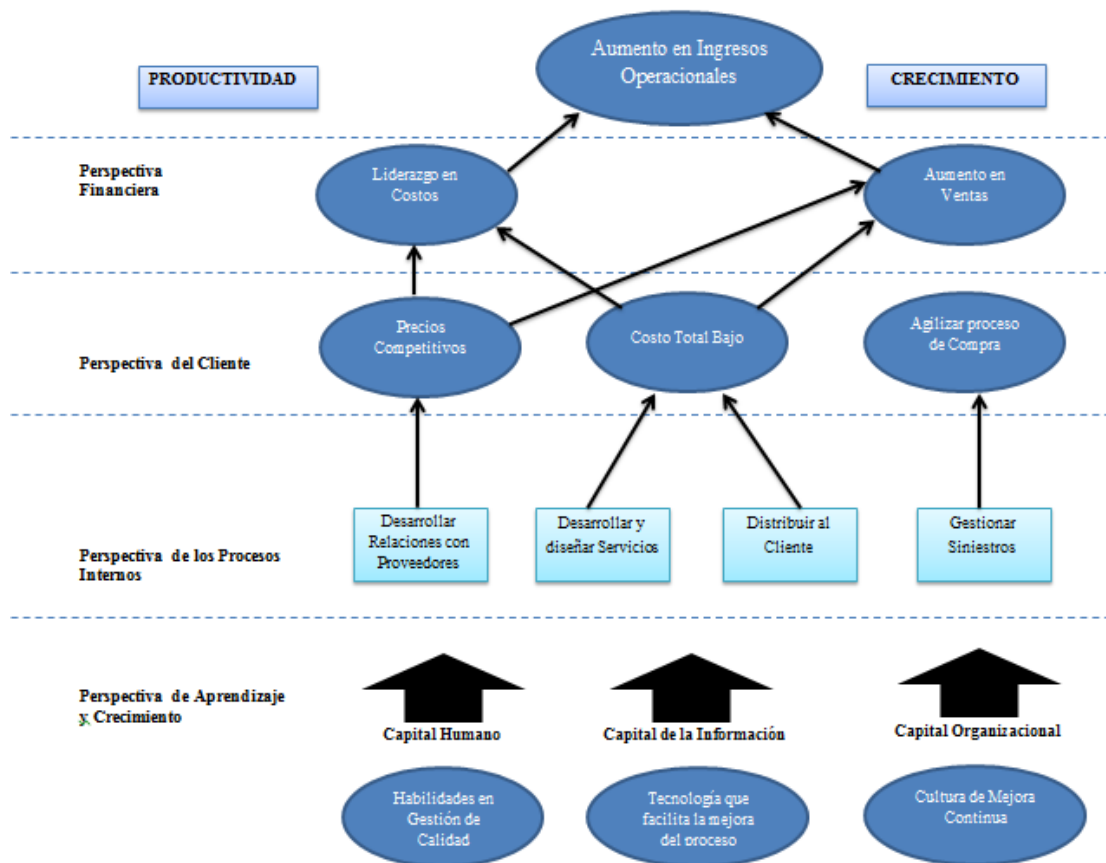 Aumento en Ingresos
Operacionales
PRODUCTIVIDAD
CRECIMIENTO
Perspectiva
Financiera
Liderazgo en
Costos
Aumento en
Ventas
Perspectiva del Cliente
Precios
Competitivos
Costo Total Bajo
Agilizar proceso
de Compra
Perspectiva de los Procesos
Internos
Desarrollar
Relaciones con
Proveedores
Desarrollar y
diseñar Servicios
Distribuir al
Cliente
Gestionar
Siniestros
Perspectiva de Aprendizaje
y Crecimiento
Capital Humano
Capital de la Información
Capital Organizacional
Habilidades en
Gestión de
Calidad
Tecnología que
facilita la mejora
del proceso
Cultura de Mejora
Continua